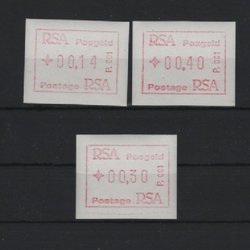 RSA Posgeld
00,14
P.001
Postage RSA
RSA Posgeld
00,40
P.001
Postage RSA
RSA Posgeld
00,30
P.001
Postage RSA